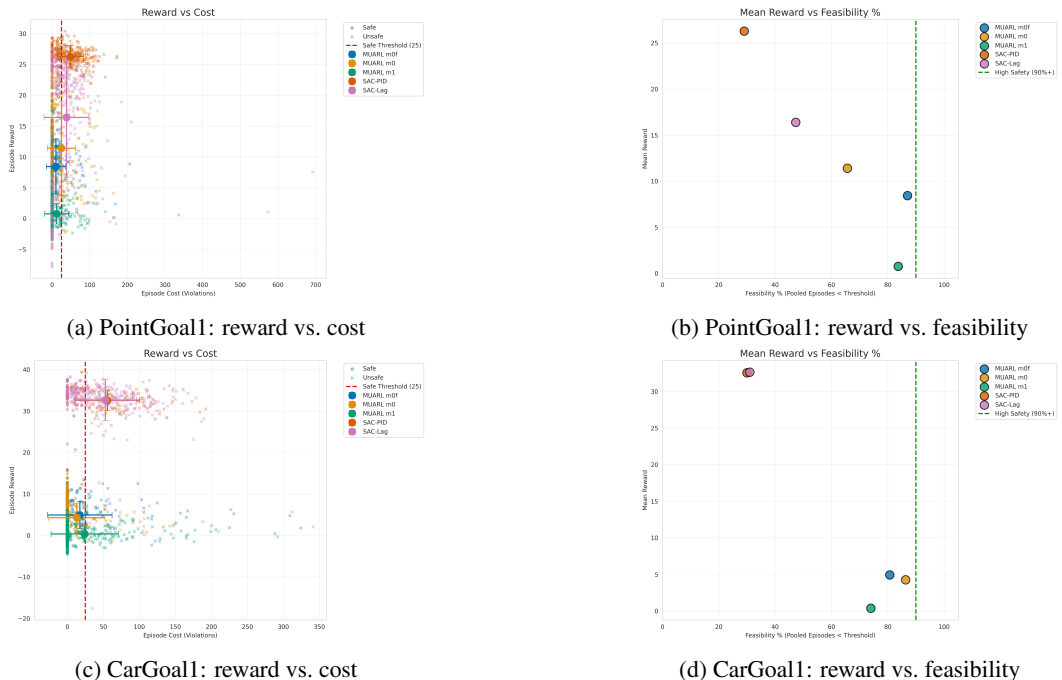 Reward vs Cost
Episode Reward
30
25
20
15
10
5
0
−5
0
100
200
300
400
500
600
700
Episode Cost (Violations)
Safe
Unsafe
Safe Threshold (25)
MUARL m0f
MUARL m0
MUARL m1
SAC-PID
SAC-Lag
Mean Reward vs Feasibility %
Mean Reward
25
20
15
10
5
0
0
20
40
60
80
100
Feasibility % (Pooled Episodes < Threshold)
MUARL m0f
MUARL m0
MUARL m1
SAC-PID
SAC-Lag
High Safety (90%+)
(a) PointGoal1: reward vs. cost
(b) PointGoal1: reward vs. feasibility
Reward vs Cost
Episode Reward
40
30
20
10
0
−10
−20
0
50
100
150
200
250
300
350
Episode Cost (Violations)
Safe
Unsafe
Safe Threshold (25)
MUARL m0f
MUARL m0
MUARL m1
SAC-PID
SAC-Lag
Mean Reward vs Feasibility %
Mean Reward
30
25
20
15
10
5
0
0
20
40
60
80
100
Feasibility % (Pooled Episodes < Threshold)
MUARL m0f
MUARL m0
MUARL m1
SAC-PID
SAC-Lag
High Safety (90%+)
(c) CarGoal1: reward vs. cost
(d) CarGoal1: reward vs. feasibility